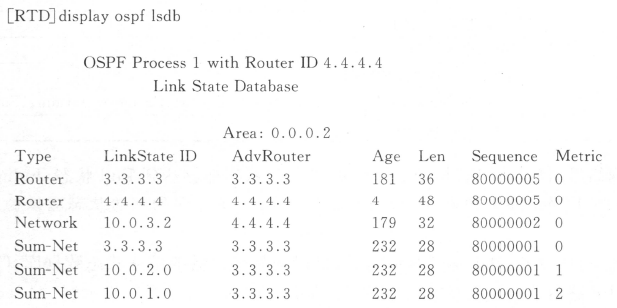 [RTD]display ospf lsdb
OSPF Process 1 with Router ID 4.4.4.4
Link State Database
Area: 0.0.0.2
Type LinkState ID AdvRouter Age Len Sequence Metric
Router 3.3.3.3 3.3.3.3 181 36 80000005 0
Router 4.4.4.4 4.4.4.4 4 48 80000005 0
Network 10.0.3.2 4.4.4.4 179 32 80000002 0
Sum-Net 3.3.3.3 3.3.3.3 232 28 80000001 0
Sum-Net 10.0.2.0 3.3.3.3 232 28 80000001 1
Sum-Net 10.0.1.0 3.3.3.3 232 28 80000001 2